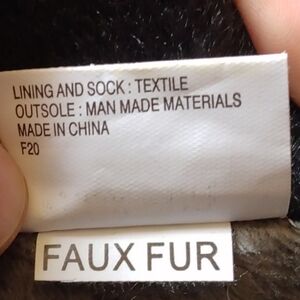 LINING AND SOCK : TEXTILE
OUTSOLE : MAN MADE MATERIALS
MADE IN CHINA
F20
FAUX FUR